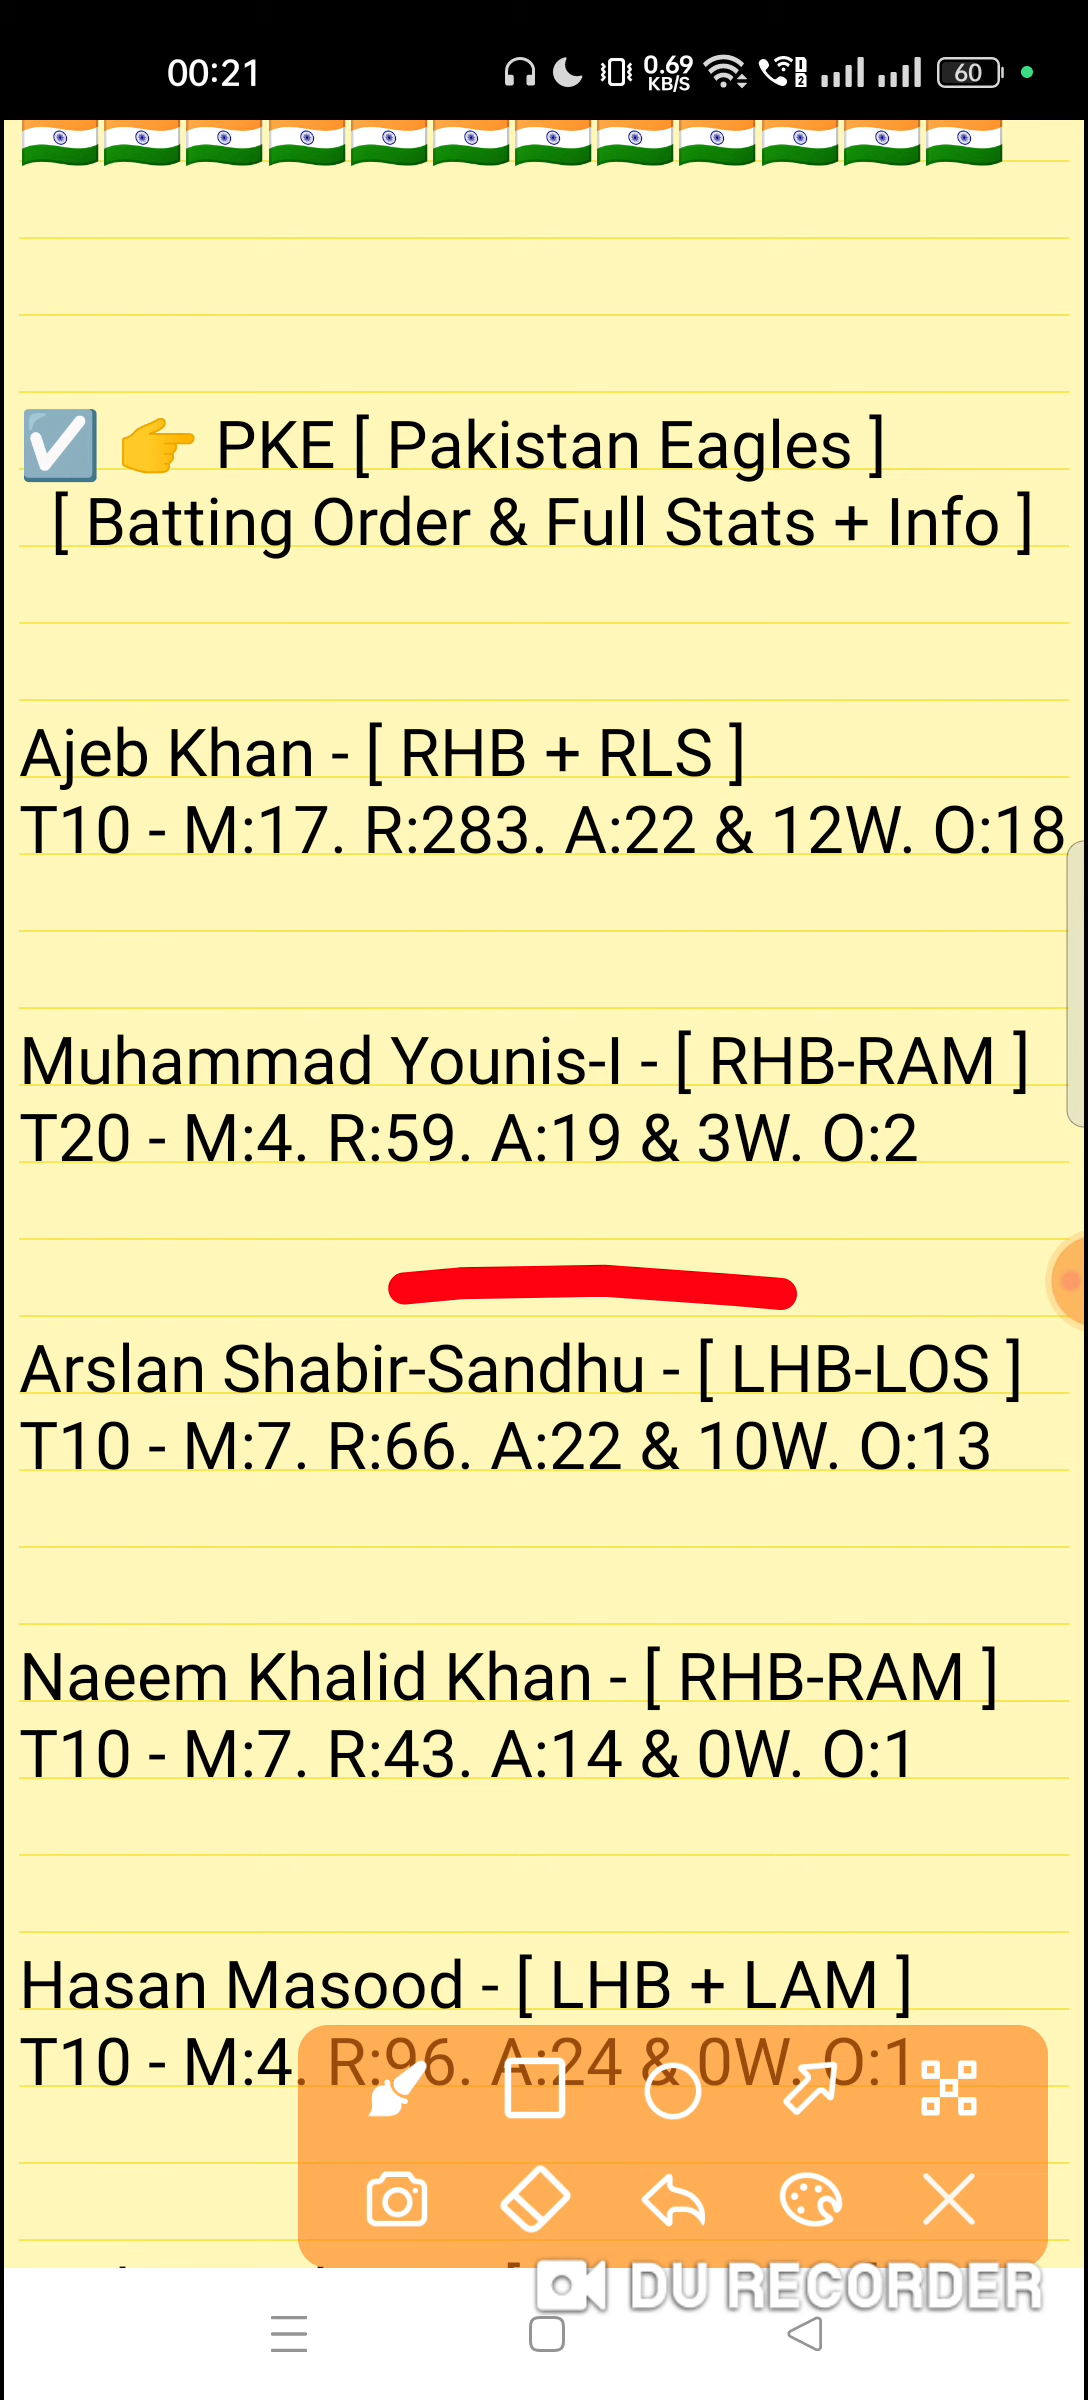 00:21 0.69 KB/S 1 2 60
☑️ 👉 PKE [ Pakistan Eagles ]
[ Batting Order & Full Stats + Info ]
Ajeb Khan - [ RHB + RLS ]
T10 - M:17. R:283. A:22 & 12W. O:18
Muhammad Younis-I - [ RHB-RAM ]
T20 - M:4. R:59. A:19 & 3W. O:2
Arslan Shabir-Sandhu - [ LHB-LOS ]
T10 - M:7. R:66. A:22 & 10W. O:13
Naeem Khalid Khan - [ RHB-RAM ]
T10 - M:7. R:43. A:14 & 0W. O:1
Hasan Masood - [ LHB + LAM ]
T10 - M:4. R:96. A:24 & 0W. O:1
DU RECORDER